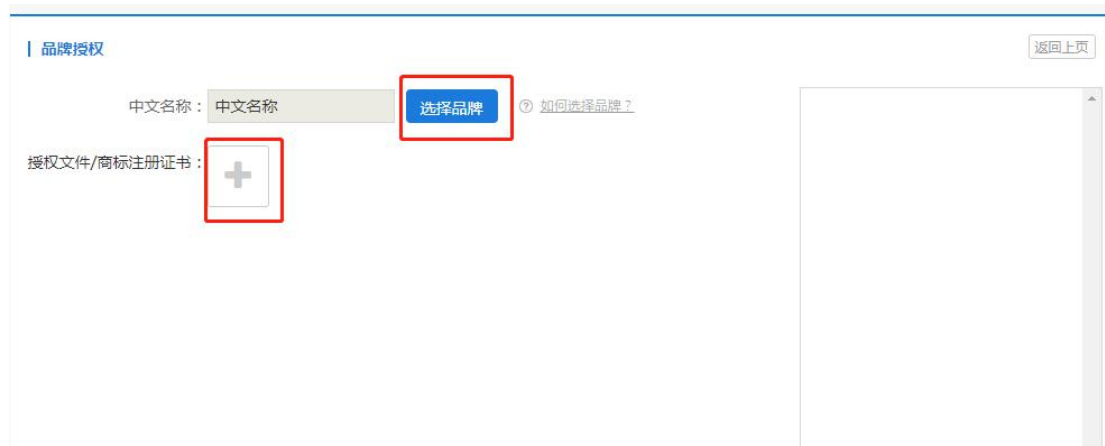 品牌授权
返回上页
中文名称：
中文名称
选择品牌
? 如何选择品牌？
授权文件/商标注册证书：